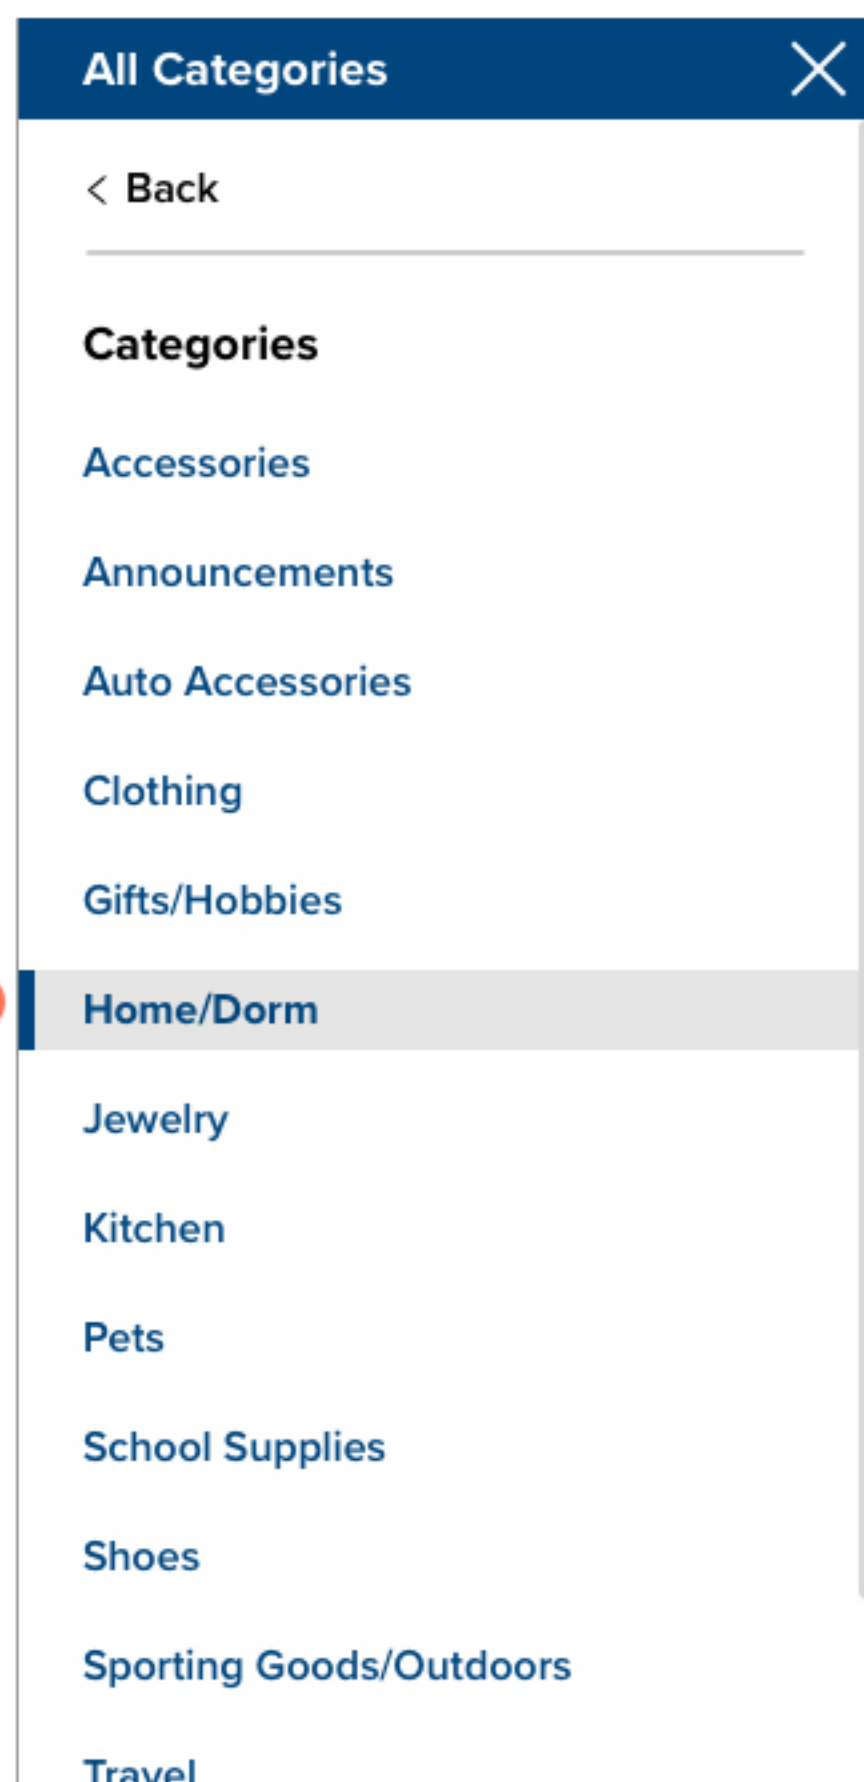 All Categories
< Back
Categories
Accessories
Announcements
Auto Accessories
Clothing
Gifts/Hobbies
Home/Dorm
Jewelry
Kitchen
Pets
School Supplies
Shoes
Sporting Goods/Outdoors
Travel